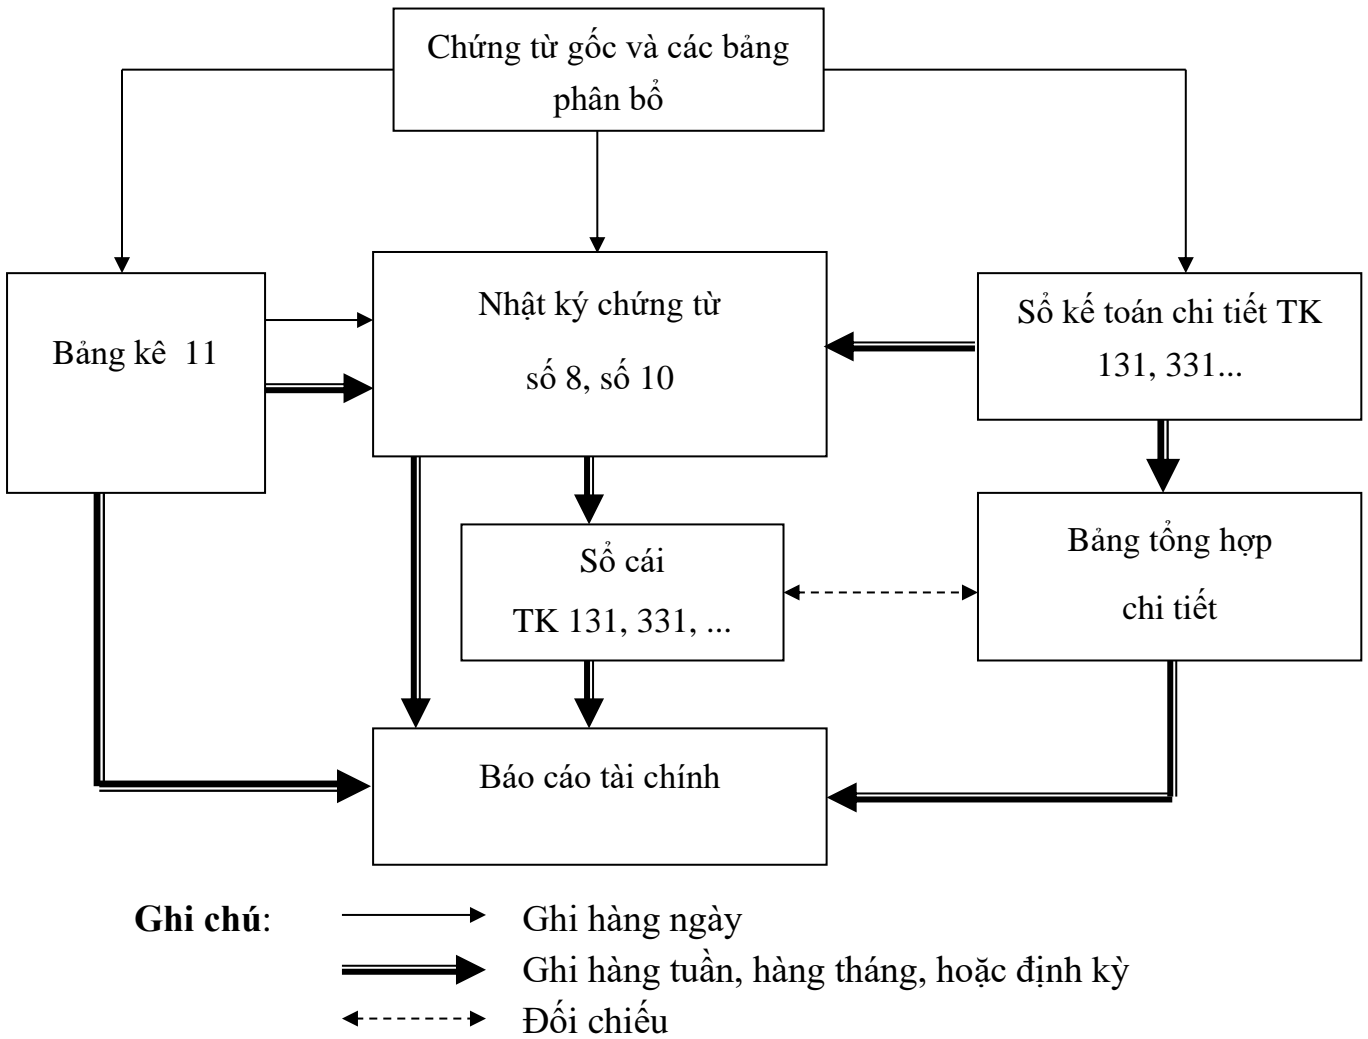 Chứng từ gốc và các bảng
phân bổ
Bảng kê 11
Nhật ký chứng từ
số 8, số 10
Sổ kế toán chi tiết TK
131, 331...
Sổ cái
TK 131, 331, ...
Bảng tổng hợp
chi tiết
Báo cáo tài chính
Ghi chú:
Ghi hàng ngày
Ghi hàng tuần, hàng tháng, hoặc định kỳ
Đối chiếu